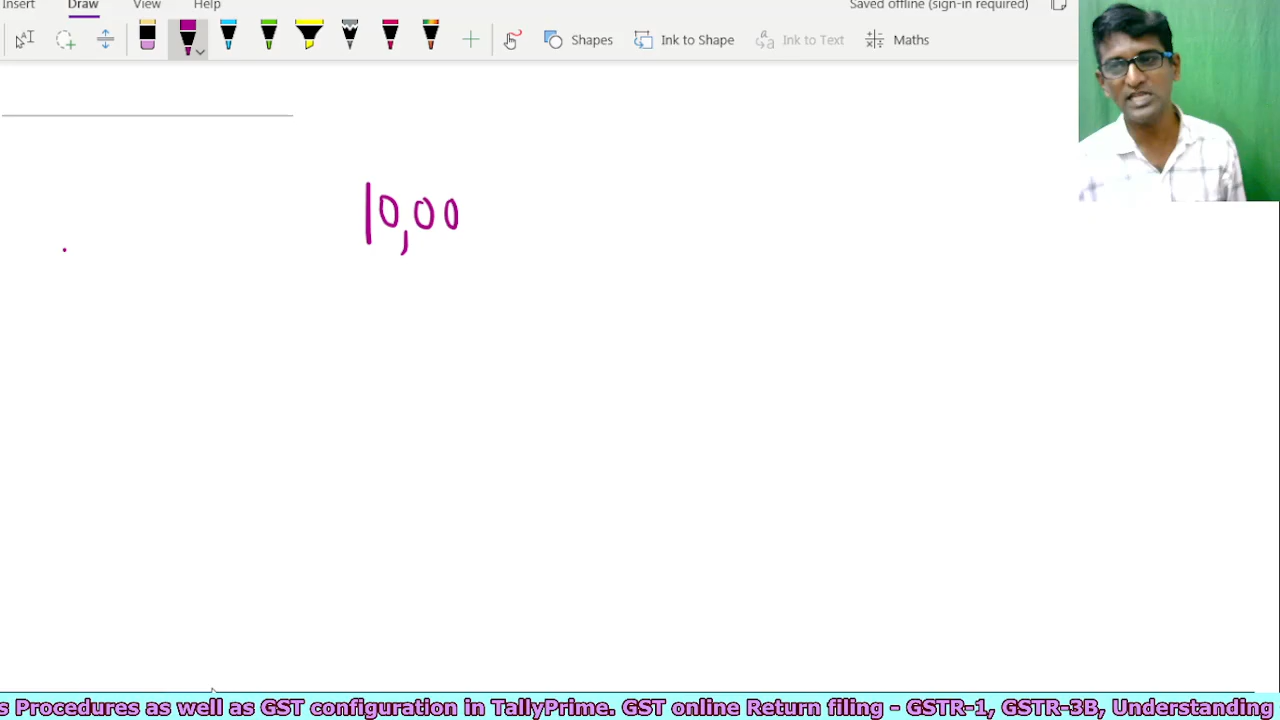 Insert Draw View Help Saved offline (sign-in required)
Shapes Ink to Shape Ink to Text Maths
10,00
s Procedures as well as GST configuration in TallyPrime. GST online Return filing - GSTR-1, GSTR-3B, Understanding